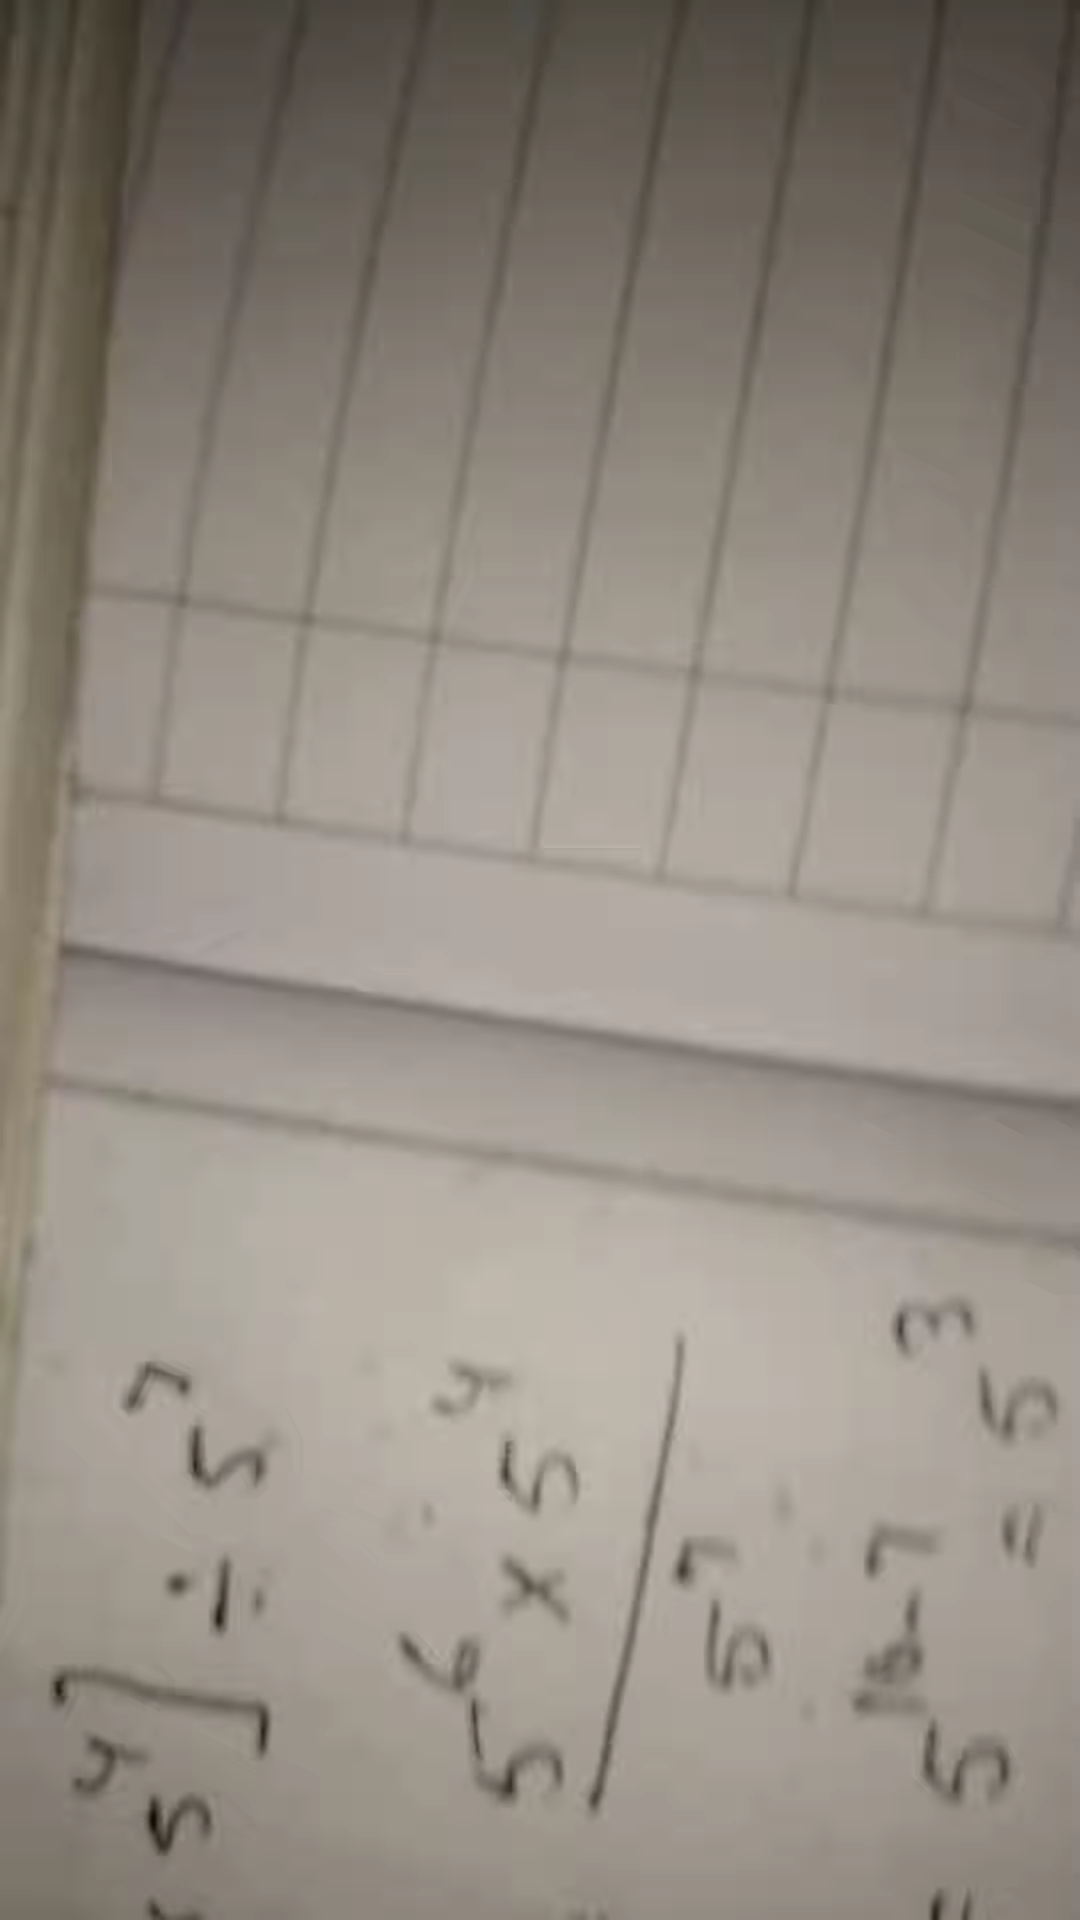 × 5⁴] ÷ 5⁷
= 5⁶ × 5⁴
5⁷
= 5¹⁰⁻⁷ = 5³